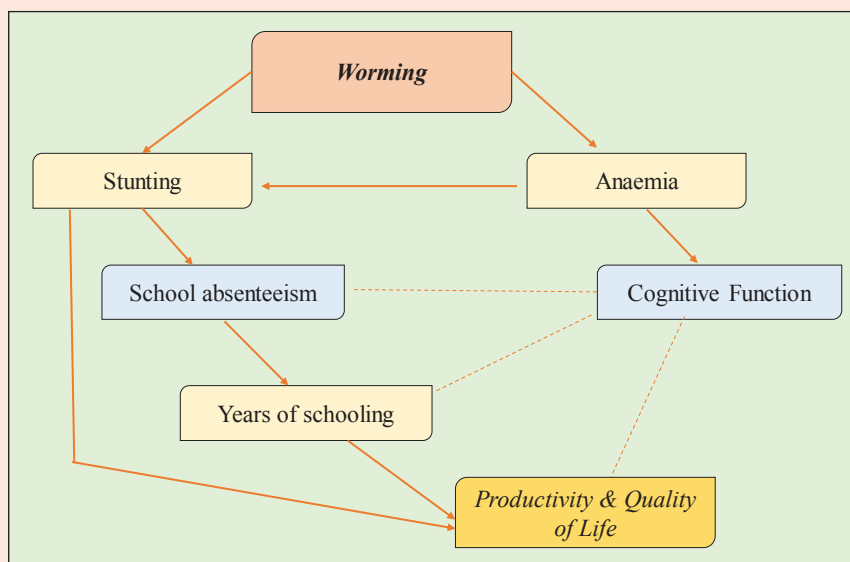 Worming
Stunting
Anaemia
School absenteeism
Cognitive Function
Years of schooling
Productivity & Quality
of Life